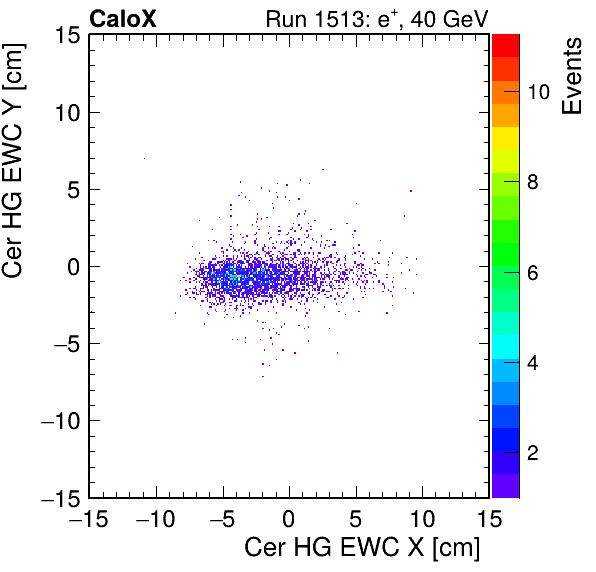 CaloX Run 1513: e⁺, 40 GeV
Cer HG EWC Y [cm]
15
10
5
0
−5
−10
−15
−15 −10 −5 0 5 10 15
Cer HG EWC X [cm]
10
8
6
4
2
Events